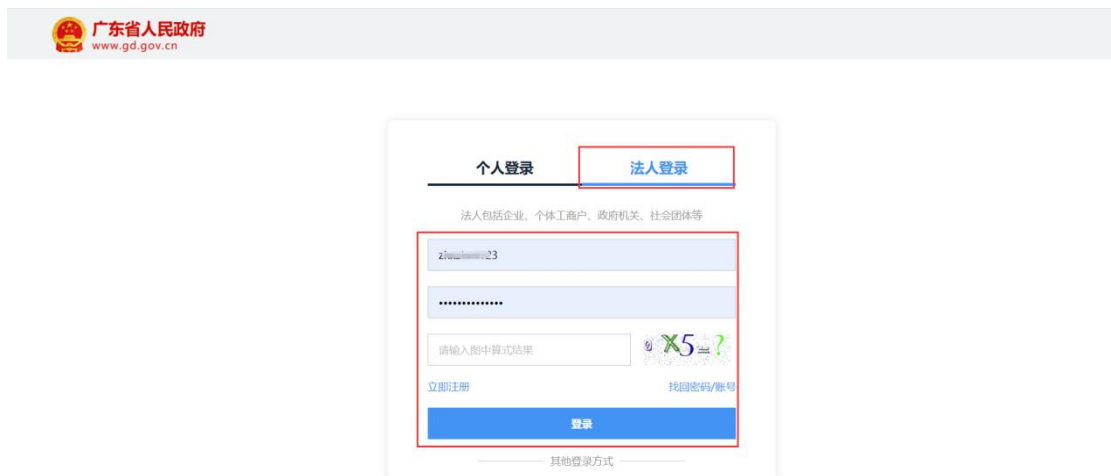 广东省人民政府
www.gd.gov.cn
个人登录 法人登录
法人包括企业、个体工商户、政府机关、社会团体等
••••••••••••••
请输入图中算式结果
X5=?
立即注册 找回密码/账号
登录
其他登录方式